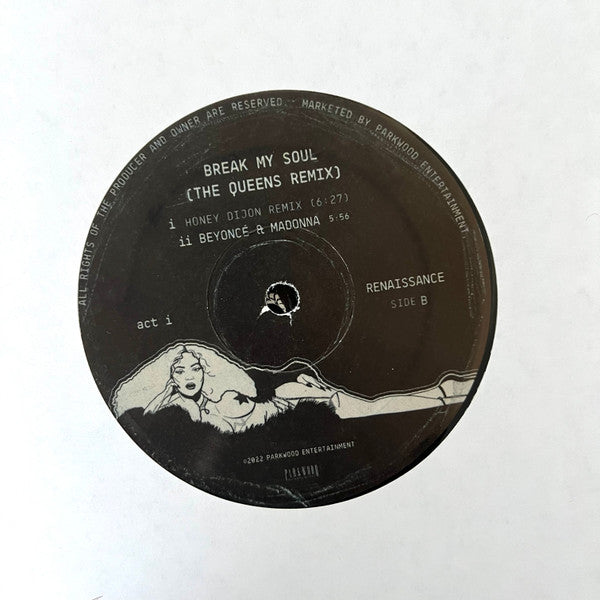 ALL RIGHTS OF THE PRODUCER AND OWNER ARE RESERVED. MARKETED BY PARKWOOD ENTERTAINMENT.
BREAK MY SOUL
(THE QUEENS REMIX)
i HONEY DIJON REMIX (6:27)
ii BEYONCÉ & MADONNA 5:56
RENAISSANCE
SIDE B
act i
©2022 PARKWOOD ENTERTAINMENT
PARKWOOD